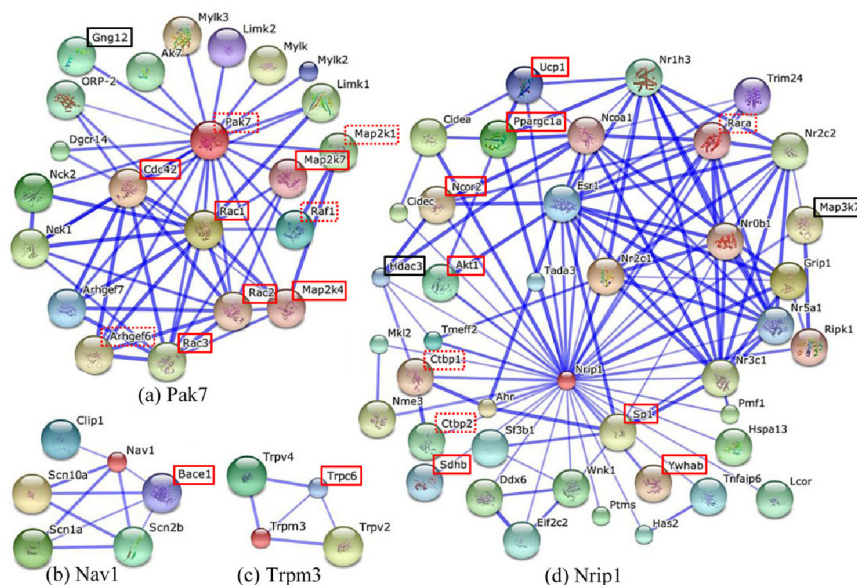 Mylk3
Limk2
Gng12
Ak7
Mylk
Mylk2
ORP-2
Limk1
Pak7
Map2k1
Dgcr14
Cdc42
Map2k7
Nck2
Rac1
Raf1
Nck1
Arhgef7
Rac2
Map2k4
Arhgef6
Rac3
(a) Pak7
Clip1
Nav1
Scn10a
Bace1
Scn1a
Scn2b
(b) Nav1
Trpv4
Trpc6
Trpm3
Trpv2
(c) Trpm3
Ucp1
Nr1h3
Trim24
Cidea
Ppargc1a
Ncoa1
Rara
Nr2c2
Ncor2
Esr1
Cidec
Map3k7
Nr0b1
Hdac3
Akt1
Tada3
Nr2c1
Grip1
Nr5a1
Mkl2
Tmeff2
Ripk1
Ctbp1
Nrip1
Nr3c1
Nme3
Ahr
Sp1
Pmf1
Ctbp2
Sf3b1
Hspa13
Sdhb
Wnk1
Ywhab
Tnfaip6
Lcor
Ddx6
Ptms
Has2
Eif2c2
(d) Nrip1